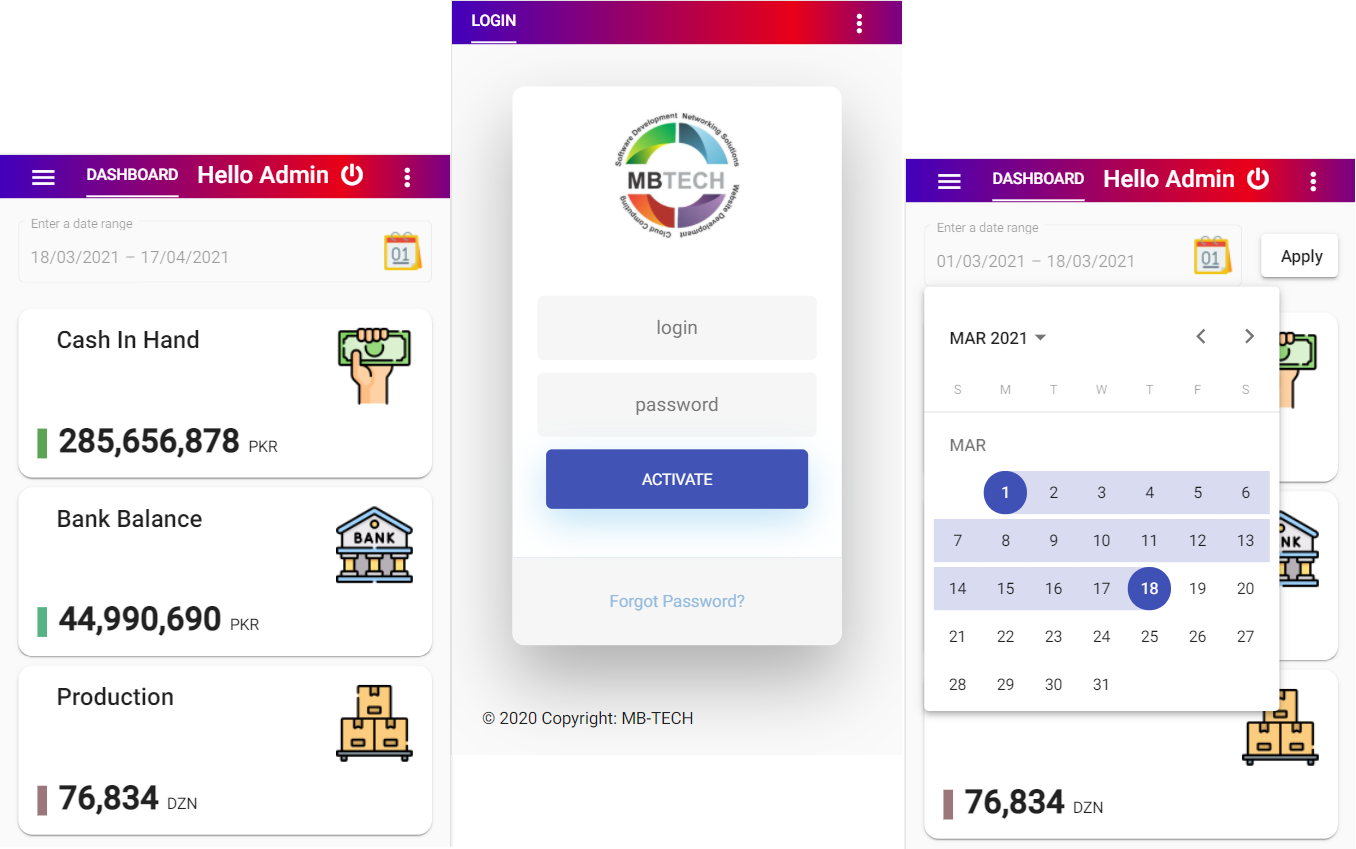 DASHBOARD Hello Admin
Enter a date range
18/03/2021 – 17/04/2021
01
Cash In Hand
285,656,878 PKR
Bank Balance
BANK
44,990,690 PKR
Production
76,834 DZN
LOGIN
Software Development Networking Solutions
MBTECH
Cloud Computing Website Development
login
password
ACTIVATE
Forgot Password?
© 2020 Copyright: MB-TECH
DASHBOARD Hello Admin
Enter a date range
01/03/2021 – 18/03/2021
01
Apply
MAR 2021
S M T W T F S
MAR
1 2 3 4 5 6
7 8 9 10 11 12 13
14 15 16 17 18 19 20
21 22 23 24 25 26 27
28 29 30 31
NK
76,834 DZN